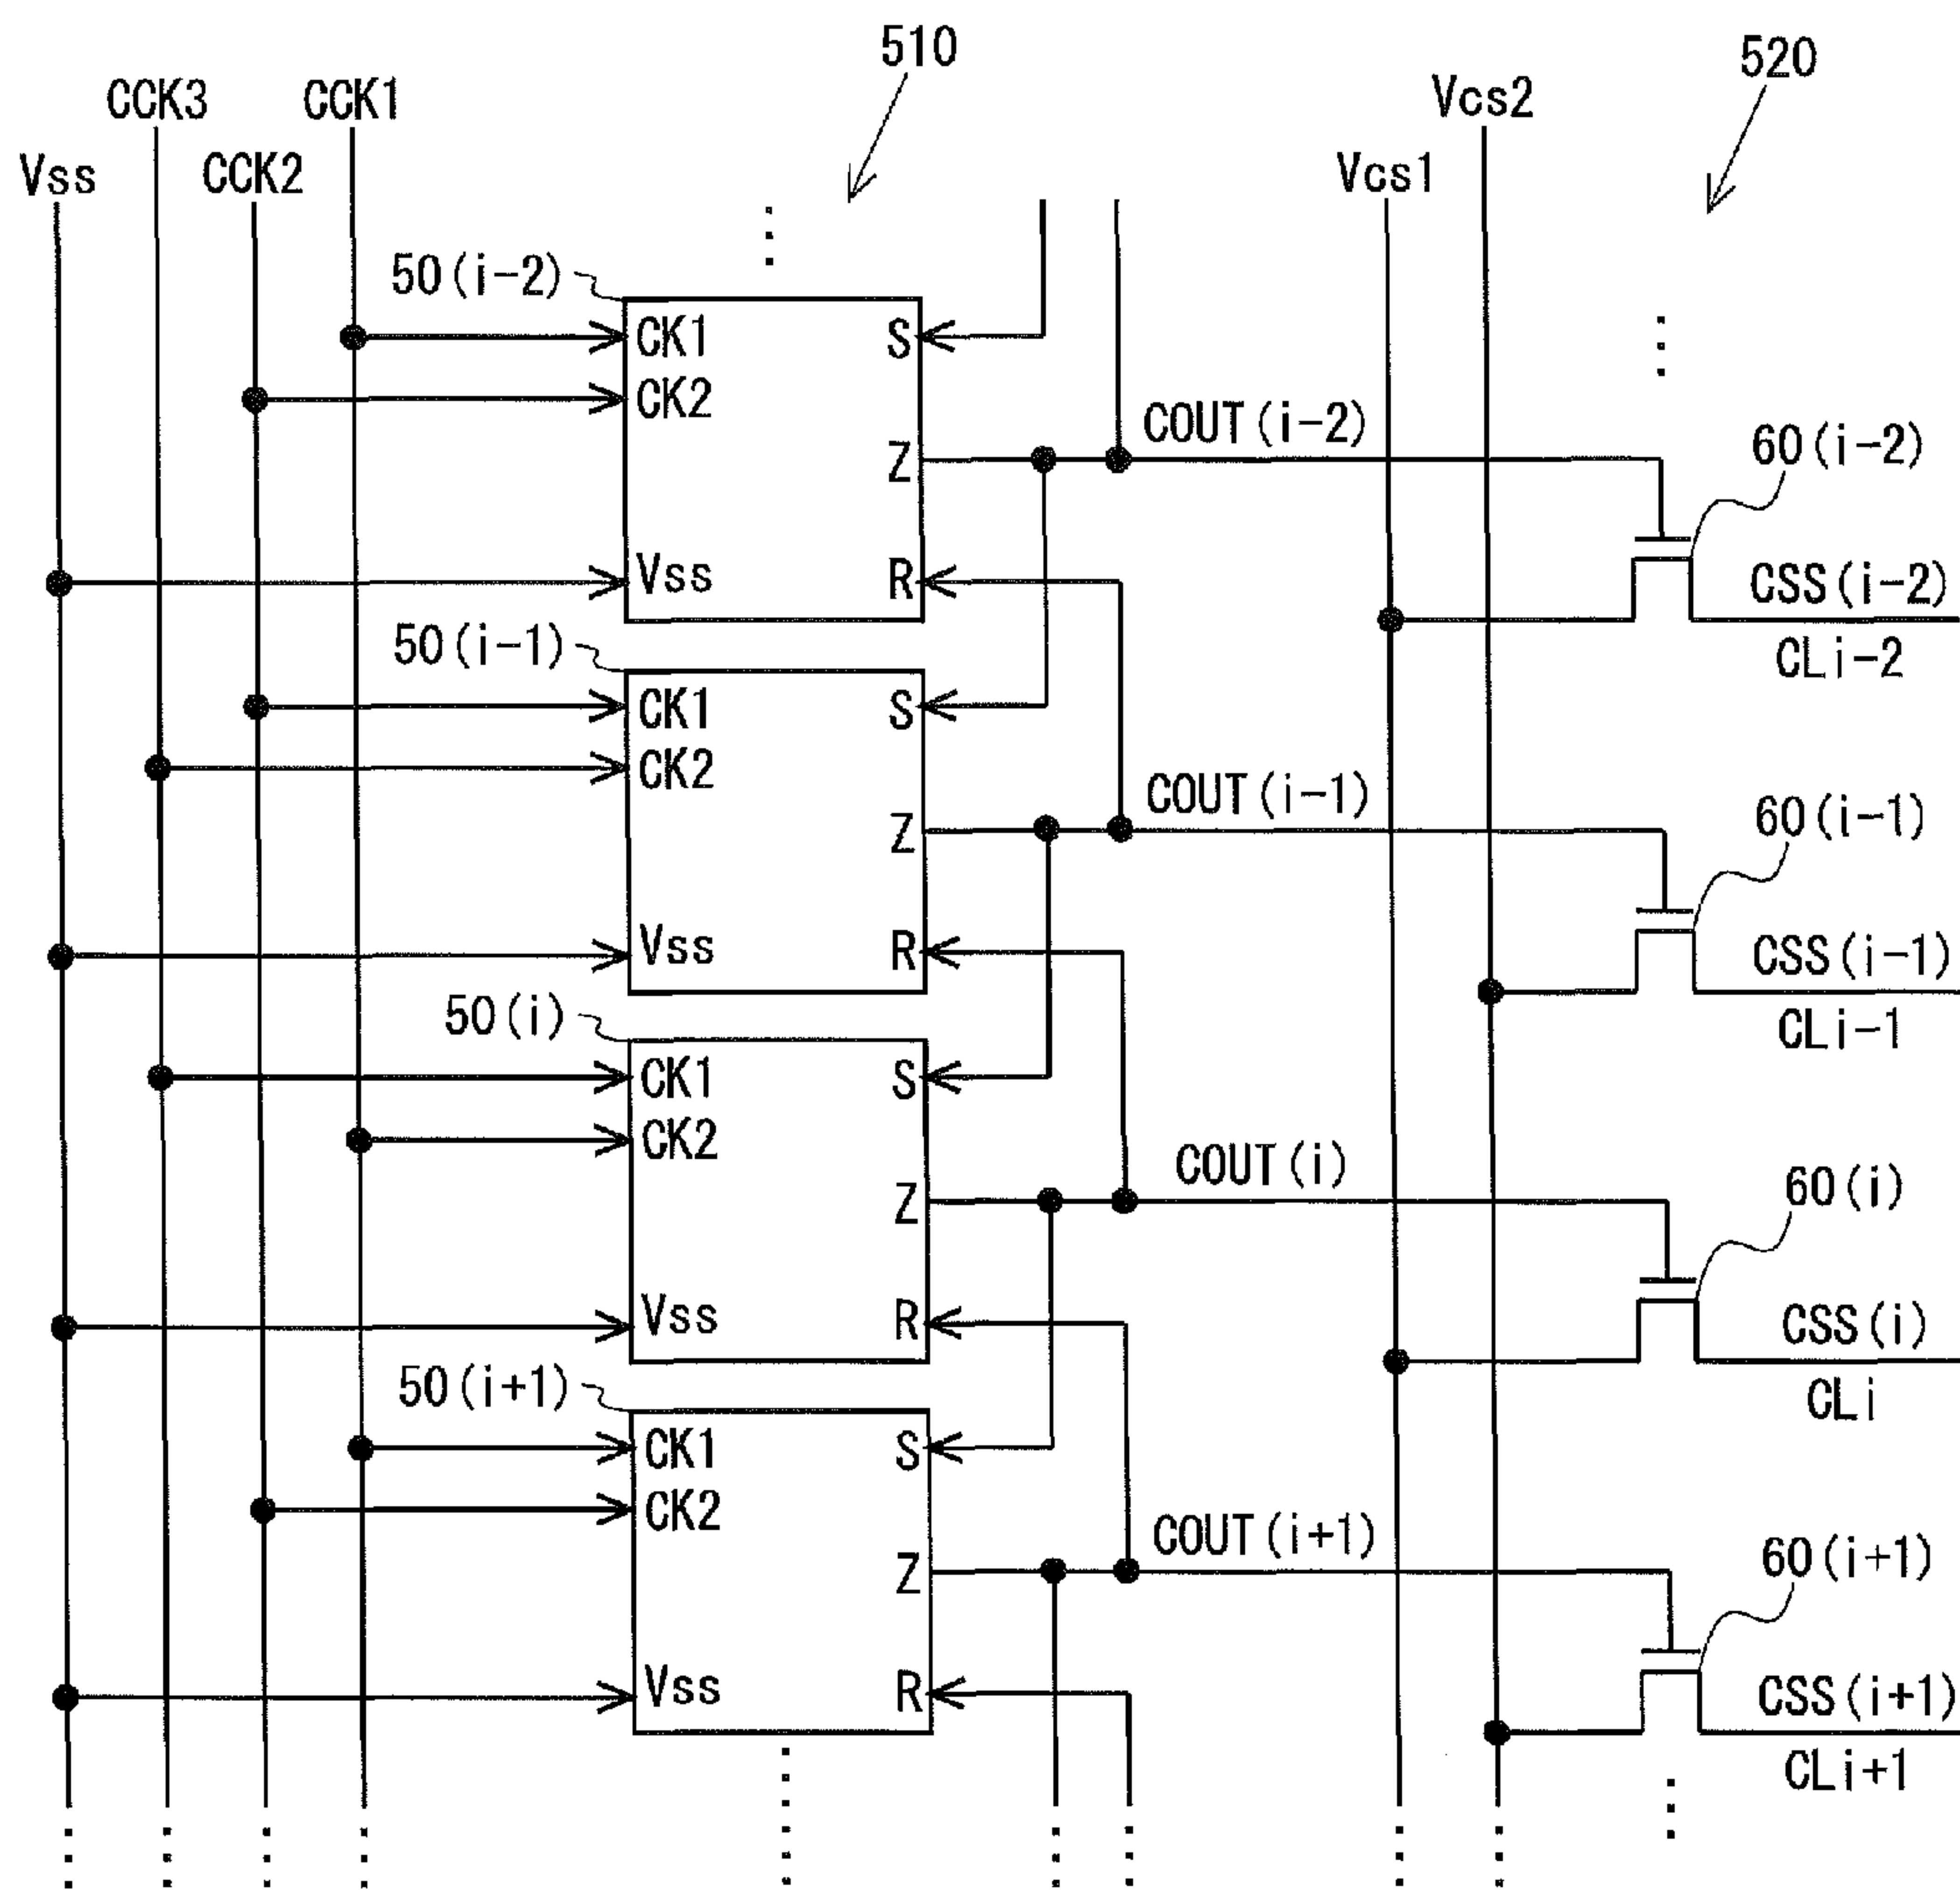 510
520
CCK3
CCK1
Vcs2
Vss
CCK2
Vcs1
50(i-2)
CK1
S
CK2
COUT(i-2)
60(i-2)
Z
Vss
R
CSS(i-2)
CLi-2
50(i-1)
CK1
S
CK2
COUT(i-1)
60(i-1)
Z
Vss
R
CSS(i-1)
CLi-1
50(i)
CK1
S
CK2
COUT(i)
60(i)
Z
Vss
R
CSS(i)
CLi
50(i+1)
CK1
S
CK2
COUT(i+1)
60(i+1)
Z
Vss
R
CSS(i+1)
CLi+1